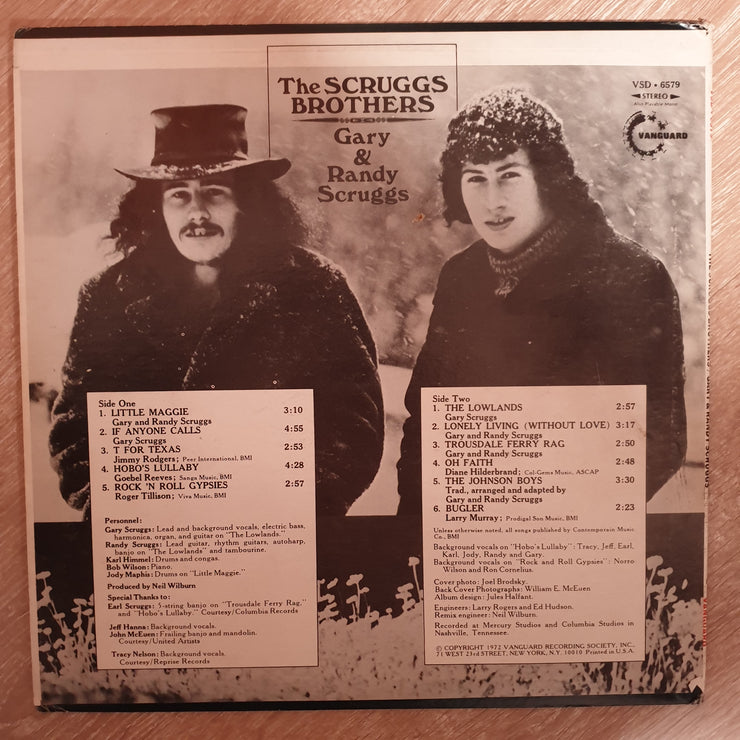 The SCRUGGS
BROTHERS
Gary
&
Randy
Scruggs
VSD • 6579
STEREO
Also Playable Mono
VANGUARD
Side One
1. LITTLE MAGGIE 3:10
Gary and Randy Scruggs
2. IF ANYONE CALLS 4:55
Gary Scruggs
3. T FOR TEXAS 2:53
Jimmy Rodgers; Peer International, BMI
4. HOBO'S LULLABY 4:28
Goebel Reeves; Sanga Music, BMI
5. ROCK 'N ROLL GYPSIES 2:57
Roger Tillison; Viva Music, BMI
Personnel:
Gary Scruggs: Lead and background vocals, electric bass,
harmonica, organ, and guitar on "The Lowlands."
Randy Scruggs: Lead guitar, rhythm guitars, autoharp,
banjo on "The Lowlands" and tambourine.
Karl Himmel: Drums and congas.
Bob Wilson: Piano.
Jody Maphis: Drums on "Little Maggie."
Produced by Neil Wilburn
Special Thanks to:
Earl Scruggs: 5-string banjo on "Trousdale Ferry Rag,"
and "Hobo's Lullaby." Courtesy/Columbia Records
Jeff Hanna: Background vocals.
John McEuen: Frailing banjo and mandolin.
Courtesy/United Artists
Tracy Nelson: Background vocals.
Courtesy/Reprise Records
Side Two
1. THE LOWLANDS 2:57
Gary Scruggs
2. LONELY LIVING (WITHOUT LOVE) 3:17
Gary and Randy Scruggs
3. TROUSDALE FERRY RAG 2:50
Gary and Randy Scruggs
4. OH FAITH 2:48
Diane Hilderbrand; Col-Gems Music, ASCAP
5. THE JOHNSON BOYS 3:30
Trad., arranged and adapted by
Gary and Randy Scruggs
6. BUGLER 2:23
Larry Murray; Prodigal Son Music, BMI
Unless otherwise noted, all songs published by Contemporain Music
Co., BMI
Background vocals on "Hobo's Lullaby": Tracy, Jeff, Earl,
Karl, Jody, Randy and Gary.
Background vocals on "Rock and Roll Gypsies": Norro
Wilson and Ron Cornelius.
Cover photo: Joel Brodsky.
Back Cover Photographs: William E. McEuen
Album design: Jules Halfant.
Engineers: Larry Rogers and Ed Hudson.
Remix engineer: Neil Wilburn.
Recorded at Mercury Studios and Columbia Studios in
Nashville, Tennessee.
© COPYRIGHT 1972 VANGUARD RECORDING SOCIETY, INC.,
71 WEST 23rd STREET, NEW YORK, N.Y. 10010 Printed in U.S.A.